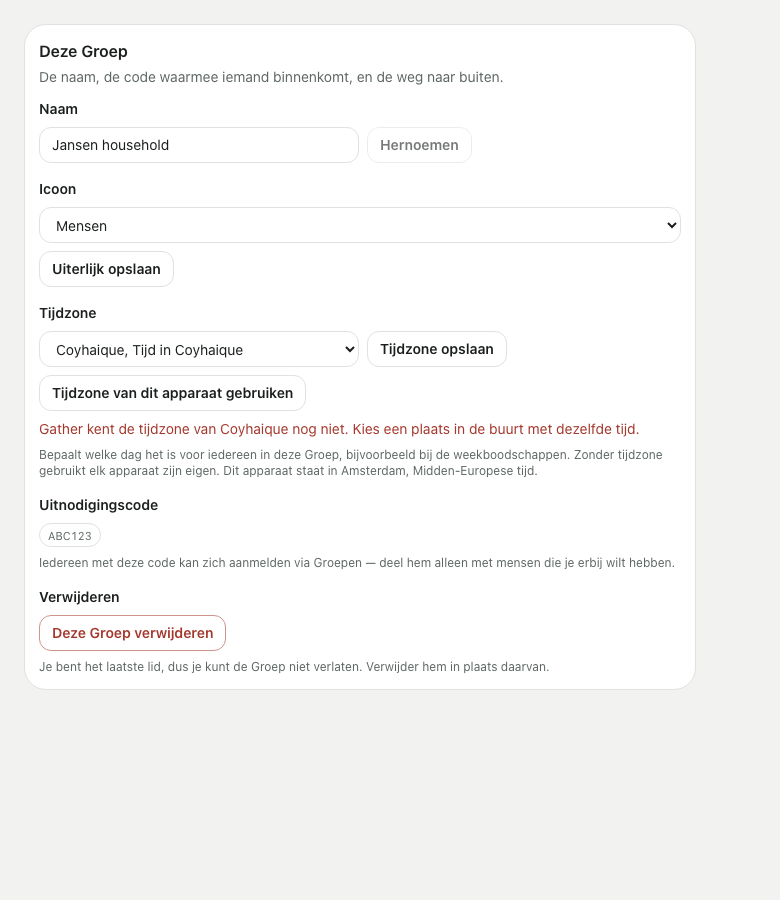 Deze Groep
De naam, de code waarmee iemand binnenkomt, en de weg naar buiten.
Naam
Jansen household
Hernoemen
Icoon
Mensen
Uiterlijk opslaan
Tijdzone
Coyhaique, Tijd in Coyhaique
Tijdzone opslaan
Tijdzone van dit apparaat gebruiken
Gather kent de tijdzone van Coyhaique nog niet. Kies een plaats in de buurt met dezelfde tijd.
Bepaalt welke dag het is voor iedereen in deze Groep, bijvoorbeeld bij de weekboodschappen. Zonder tijdzone
gebruikt elk apparaat zijn eigen. Dit apparaat staat in Amsterdam, Midden-Europese tijd.
Uitnodigingscode
ABC123
Iedereen met deze code kan zich aanmelden via Groepen — deel hem alleen met mensen die je erbij wilt hebben.
Verwijderen
Deze Groep verwijderen
Je bent het laatste lid, dus je kunt de Groep niet verlaten. Verwijder hem in plaats daarvan.